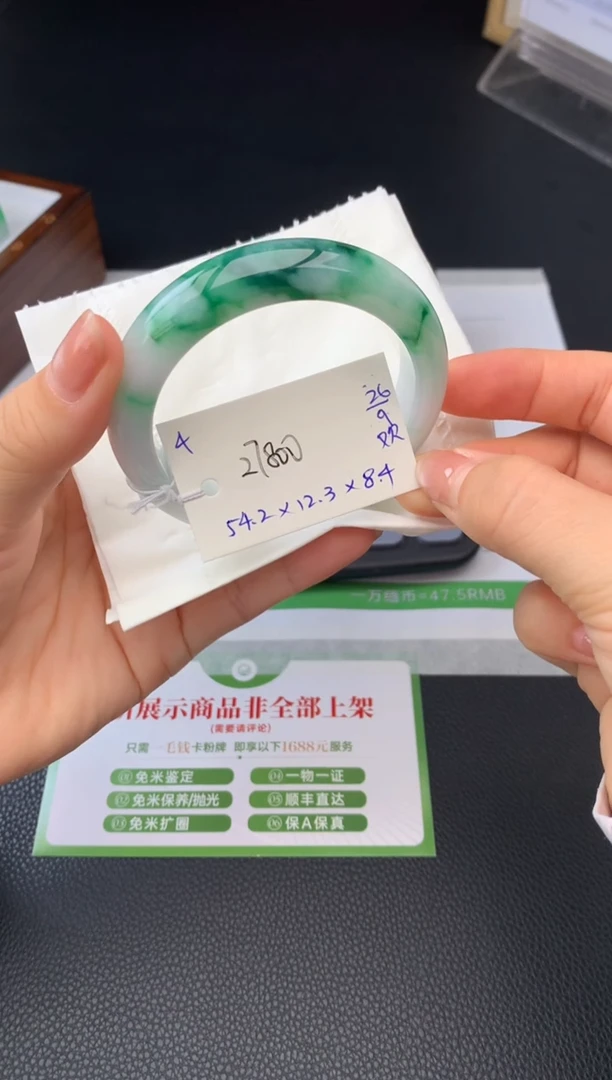 4
26
9
欢
27800
54.2×12.3×8.4
一万缅币=47.5RMB
展示商品非全部上架
(需要请评论)
只需一毛钱卡粉牌 即享以下1688元服务
01 免米鉴定
04 一物一证
02 免米保养/抛光
05 顺丰直达
03 免米扩圈
06 保A保真